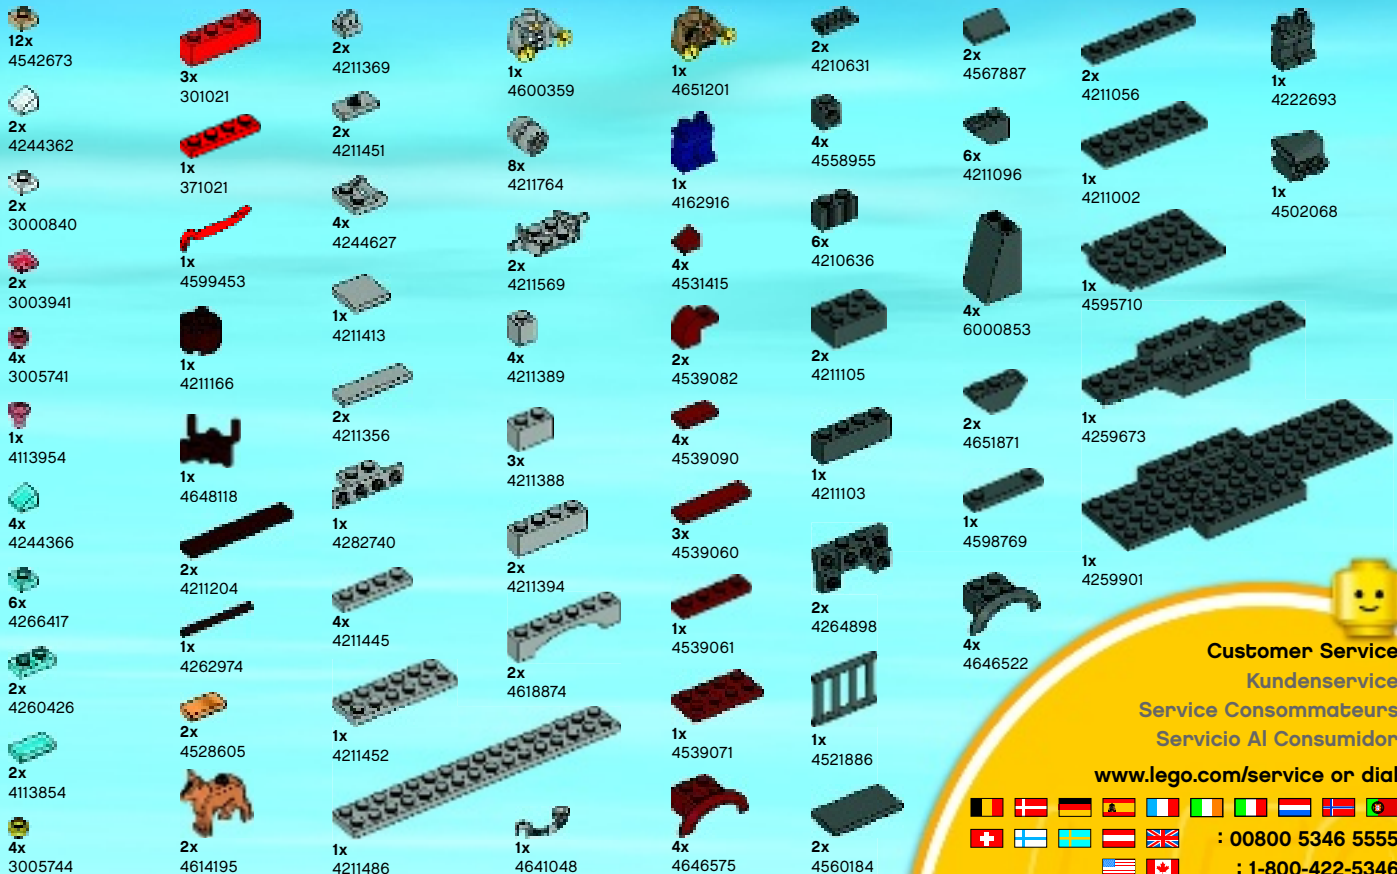 12x
4542673
2x
4244362
2x
3000840
2x
3003941
4x
3005741
1x
4113954
4x
4244366
6x
4266417
2x
4260426
2x
4113854
4x
3005744
3x
301021
1x
371021
1x
4599453
1x
4211166
1x
4648118
2x
4211204
1x
4262974
2x
4528605
2x
4614195
2x
4211369
2x
4211451
4x
4244627
1x
4211413
2x
4211356
1x
4282740
4x
4211445
1x
4211452
1x
4211486
1x
4600359
8x
4211764
2x
4211569
4x
4211389
3x
4211388
2x
4211394
2x
4618874
1x
4641048
1x
4651201
1x
4162916
4x
4531415
2x
4539082
4x
4539090
3x
4539060
1x
4539061
1x
4539071
4x
4646575
2x
4210631
4x
4558955
6x
4210636
2x
4211105
1x
4211103
2x
4264898
1x
4521886
2x
4560184
2x
4567887
6x
4211096
4x
6000853
2x
4651871
1x
4598769
4x
4646522
2x
4211056
1x
4211002
1x
4595710
1x
4259673
1x
4259901
1x
4222693
1x
4502068
Customer Service
Kundenservice
Service Consommateurs
Servicio Al Consumidor
www.lego.com/service or dial
: 00800 5346 5555
: 1-800-422-5346